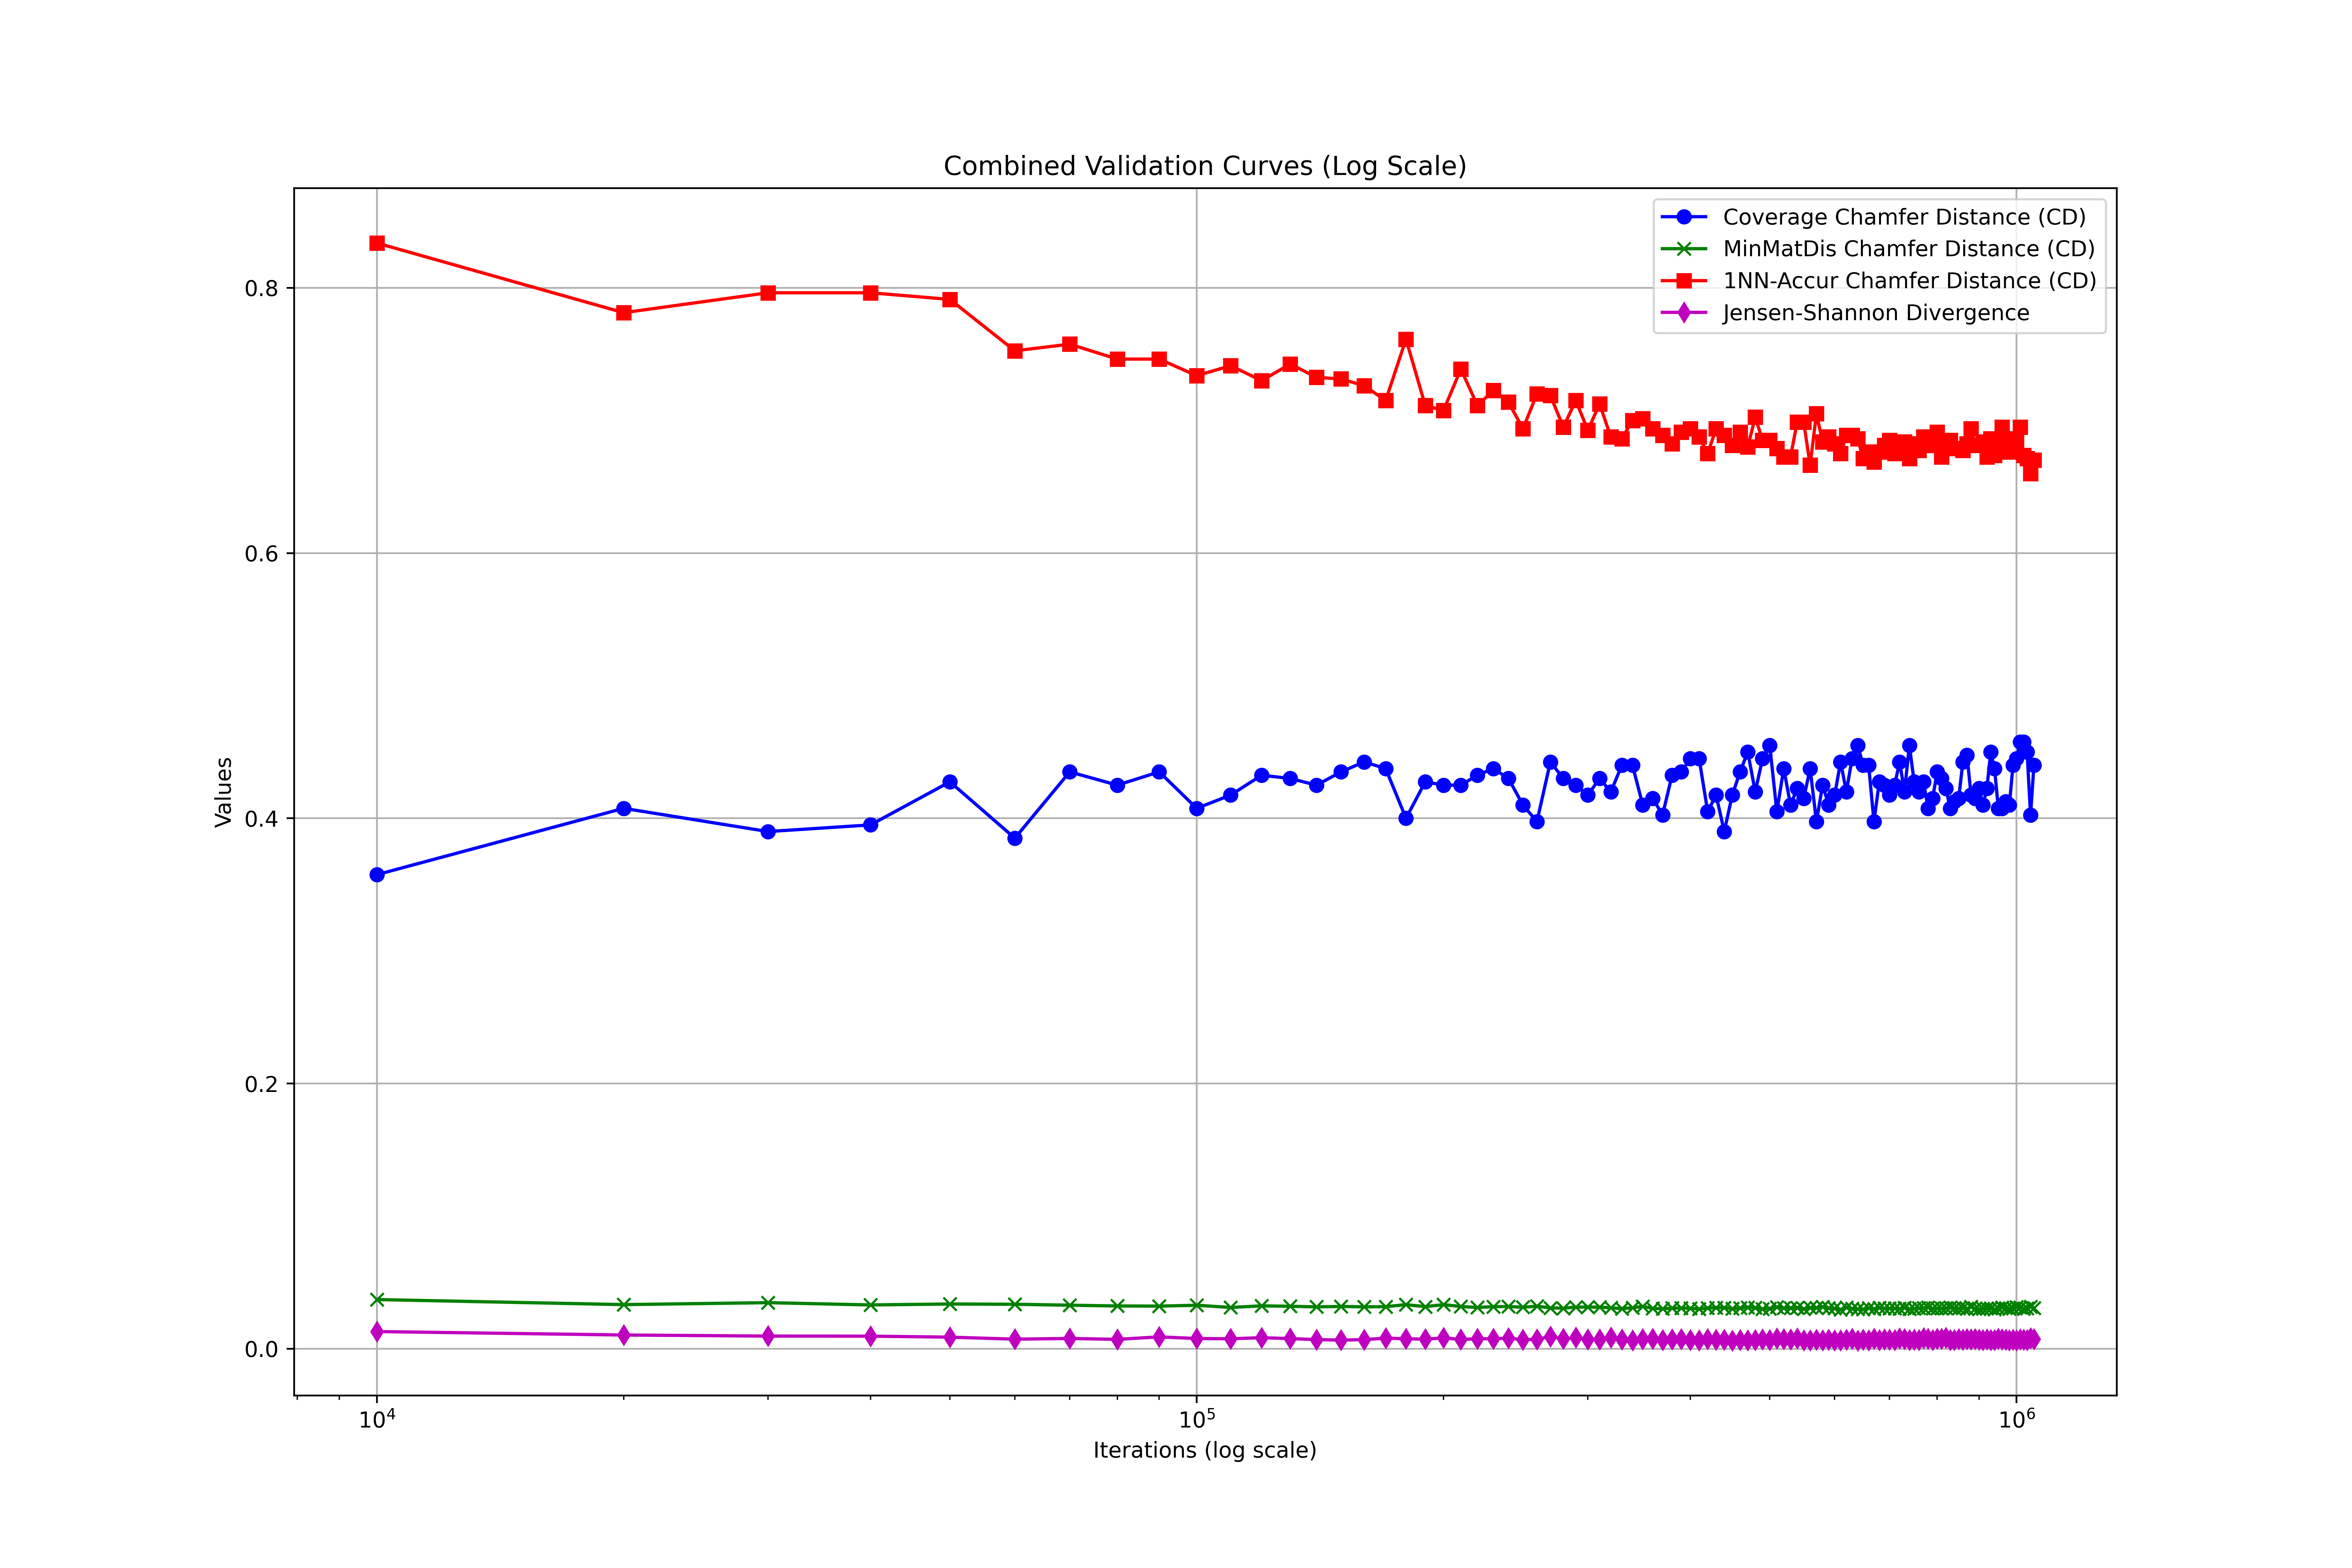 Combined Validation Curves (Log Scale)
Coverage Chamfer Distance (CD)
MinMatDis Chamfer Distance (CD)
1NN-Accur Chamfer Distance (CD)
Jensen-Shannon Divergence
0.8
0.6
0.4
0.2
0.0
Values
10⁴ 10⁵ 10⁶
Iterations (log scale)